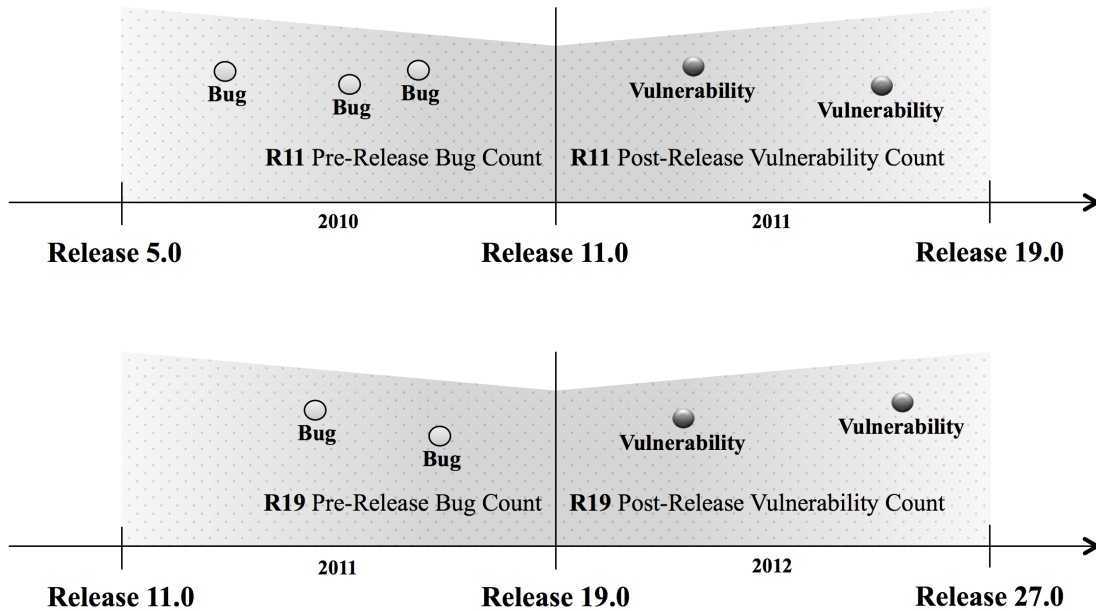 Bug
Bug
Bug
Vulnerability
Vulnerability
R11 Pre-Release Bug Count
R11 Post-Release Vulnerability Count
2010
2011
Release 5.0
Release 11.0
Release 19.0
Bug
Bug
Vulnerability
Vulnerability
R19 Pre-Release Bug Count
R19 Post-Release Vulnerability Count
2011
2012
Release 11.0
Release 19.0
Release 27.0